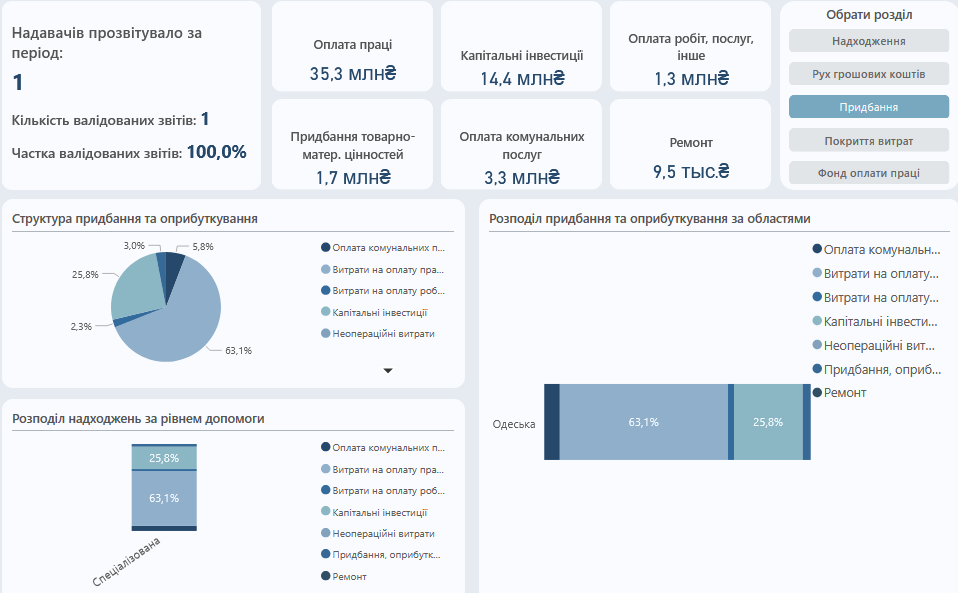 Надавачів прозвітувало за
період:
1
Кількість валідованих звітів: 1
Частка валідованих звітів: 100,0%
Оплата праці
35,3 млн₴
Капітальні інвестиції
14,4 млн₴
Оплата робіт, послуг,
інше
1,3 млн₴
Придбання товарно-
матер. цінностей
1,7 млн₴
Оплата комунальних
послуг
3,3 млн₴
Ремонт
9,5 тыс.₴
Обрати розділ
Надходження
Рух грошових коштів
Придбання
Покриття витрат
Фонд оплати праці
Структура придбання та оприбуткування
3,0%
5,8%
25,8%
2,3%
63,1%
Оплата комунальних п...
Витрати на оплату пра...
Витрати на оплату роб...
Капітальні інвестиції
Неопераційні витрати
Розподіл надходжень за рівнем допомоги
25,8%
63,1%
Спеціалізована
Оплата комунальних п...
Витрати на оплату пра...
Витрати на оплату роб...
Капітальні інвестиції
Неопераційні витрати
Придбання, оприбутк...
Ремонт
Розподіл придбання та оприбуткування за областями
Одеська
63,1%
25,8%
Оплата комунальн...
Витрати на оплату...
Витрати на оплату...
Капітальні інвести...
Неопераційні вит...
Придбання, оприб...
Ремонт